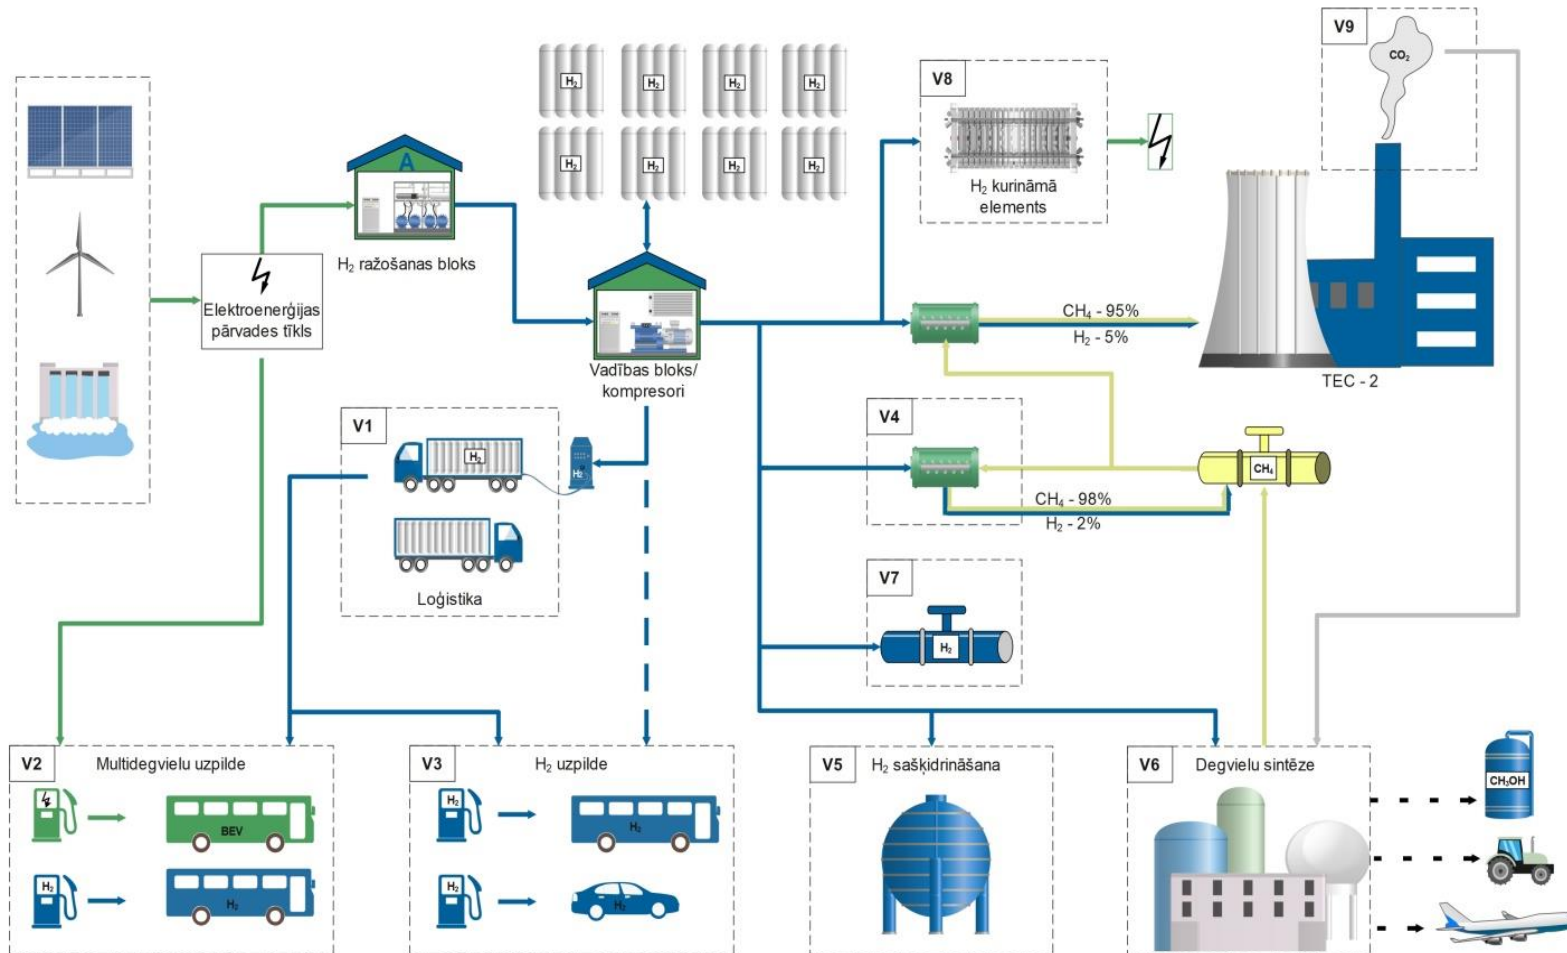 V9
CO₂
H₂
H₂
H₂
H₂
H₂
H₂
H₂
H₂
V8
H₂ kurināmā
elements
A
H₂ ražošanas bloks
Elektroenerģijas
pārvades tīkls
Vadības bloks/
kompresori
CH₄ - 95%
H₂ - 5%
TEC - 2
V1
H₂
H₂
Loģistika
V4
CH₄
CH₄ - 98%
H₂ - 2%
V7
H₂
V2
Multidegvielu uzpilde
BEV
H₂
H₂
V3
H₂ uzpilde
H₂
H₂
H₂
H₂
V5
H₂ sašķidrināšana
V6
Degvielu sintēze
CH₃OH